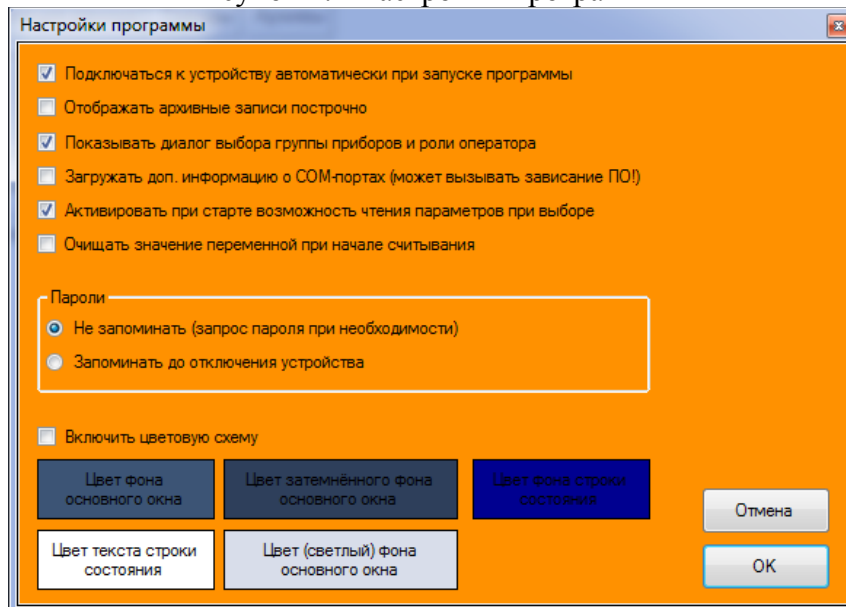 Настройки программы
Подключаться к устройству автоматически при запуске программы
Отображать архивные записи построчно
Показывать диалог выбора группы приборов и роли оператора
Загружать доп. информацию о COM-портах (может вызывать зависание ПО!)
Активировать при старте возможность чтения параметров при выборе
Очищать значение переменной при начале считывания
Пароли
Не запоминать (запрос пароля при необходимости)
Запоминать до отключения устройства
Включить цветовую схему
Цвет фона
основного окна
Цвет затемнённого фона
основного окна
Цвет фона строки
состояния
Цвет текста строки
состояния
Цвет (светлый) фона
основного окна
Отмена
OK